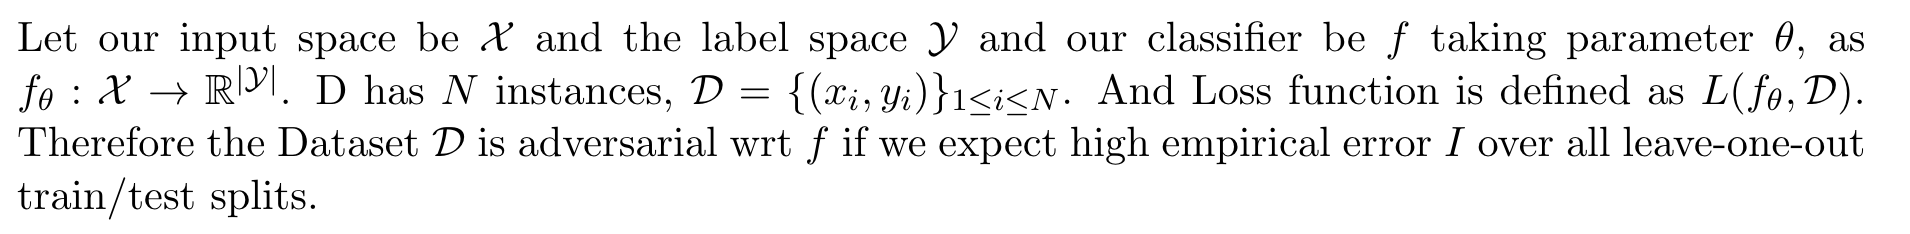 Let our input space be 𝒳 and the label space 𝒴 and our classifier be f taking parameter θ, as
f_θ : 𝒳 → ℝ^{|𝒴|}. D has N instances, 𝒟 = {(x_i, y_i)}_{1≤i≤N}. And Loss function is defined as L(f_θ, 𝒟).
Therefore the Dataset 𝒟 is adversarial wrt f if we expect high empirical error I over all leave-one-out
train/test splits.